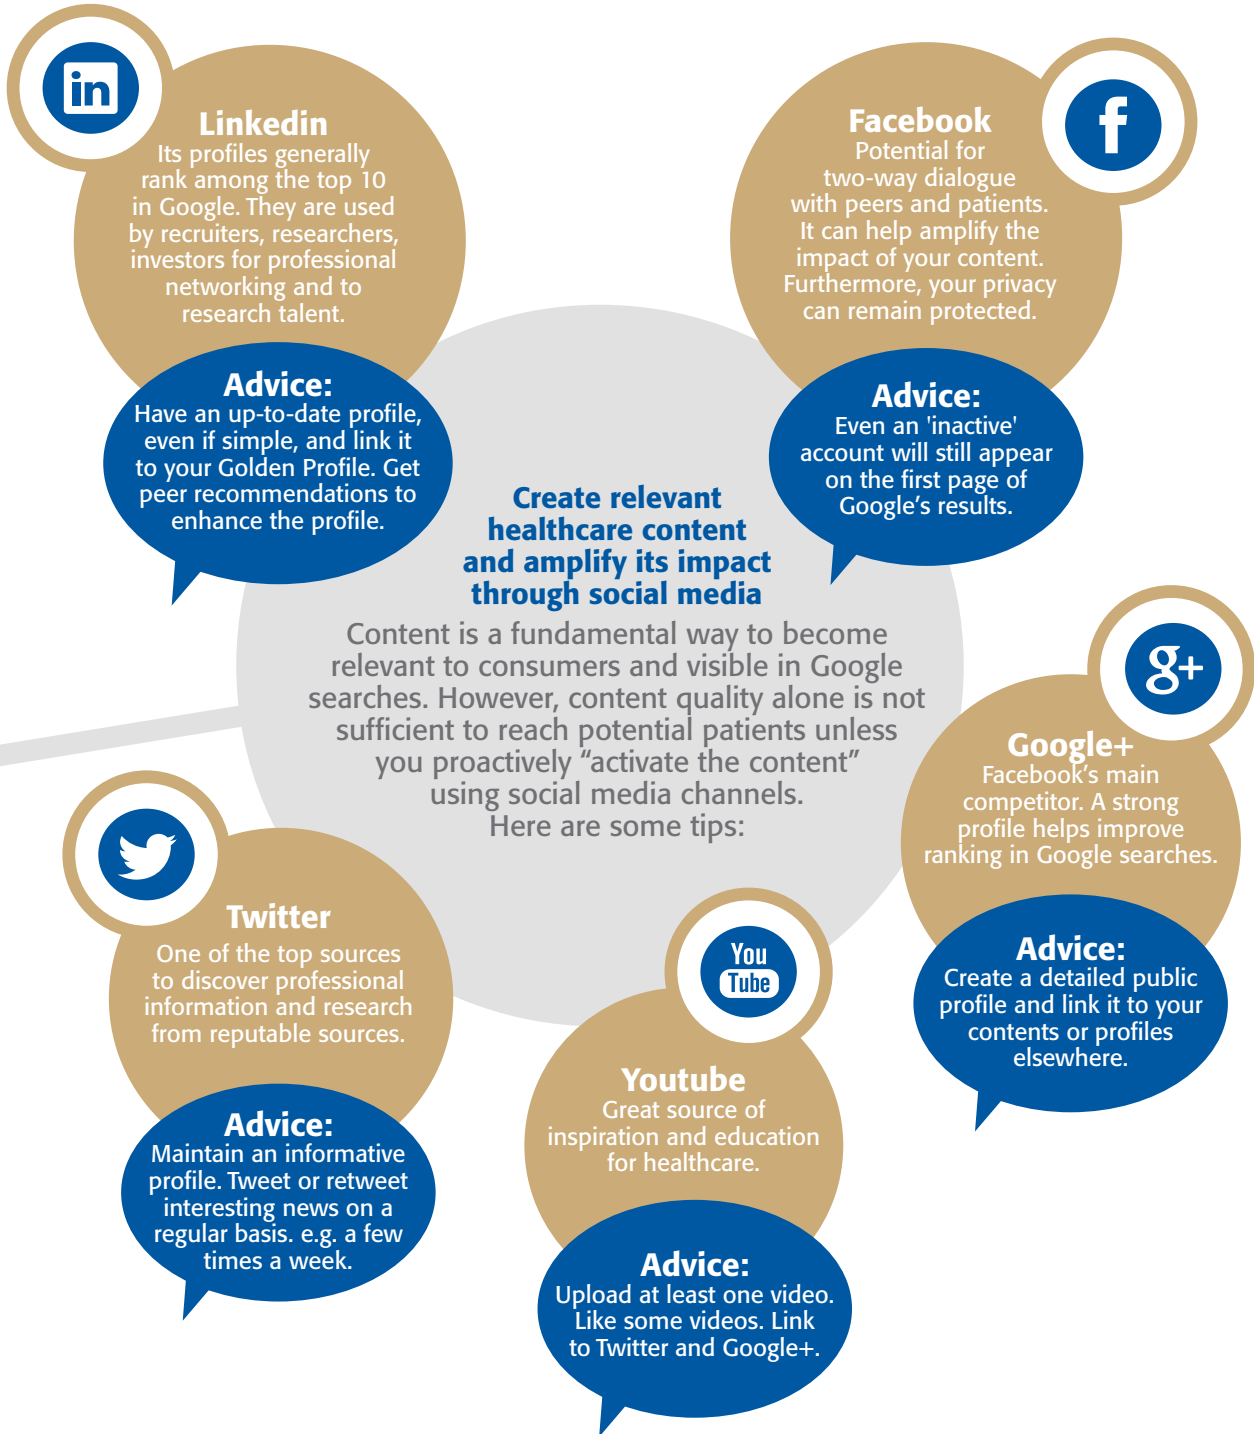 in
Linkedin
Its profiles generally
rank among the top 10
in Google. They are used
by recruiters, researchers,
investors for professional
networking and to
research talent.
Advice:
Have an up-to-date profile,
even if simple, and link it
to your Golden Profile. Get
peer recommendations to
enhance the profile.
f
Facebook
Potential for
two-way dialogue
with peers and patients.
It can help amplify the
impact of your content.
Furthermore, your privacy
can remain protected.
Advice:
Even an 'inactive'
account will still appear
on the first page of
Google’s results.
Create relevant
healthcare content
and amplify its impact
through social media
Content is a fundamental way to become
relevant to consumers and visible in Google
searches. However, content quality alone is not
sufficient to reach potential patients unless
you proactively “activate the content”
using social media channels.
Here are some tips:
g+
Google+
Facebook’s main
competitor. A strong
profile helps improve
ranking in Google searches.
Advice:
Create a detailed public
profile and link it to your
contents or profiles
elsewhere.
Twitter
One of the top sources
to discover professional
information and research
from reputable sources.
Advice:
Maintain an informative
profile. Tweet or retweet
interesting news on a
regular basis. e.g. a few
times a week.
You
Tube
Youtube
Great source of
inspiration and education
for healthcare.
Advice:
Upload at least one video.
Like some videos. Link
to Twitter and Google+.